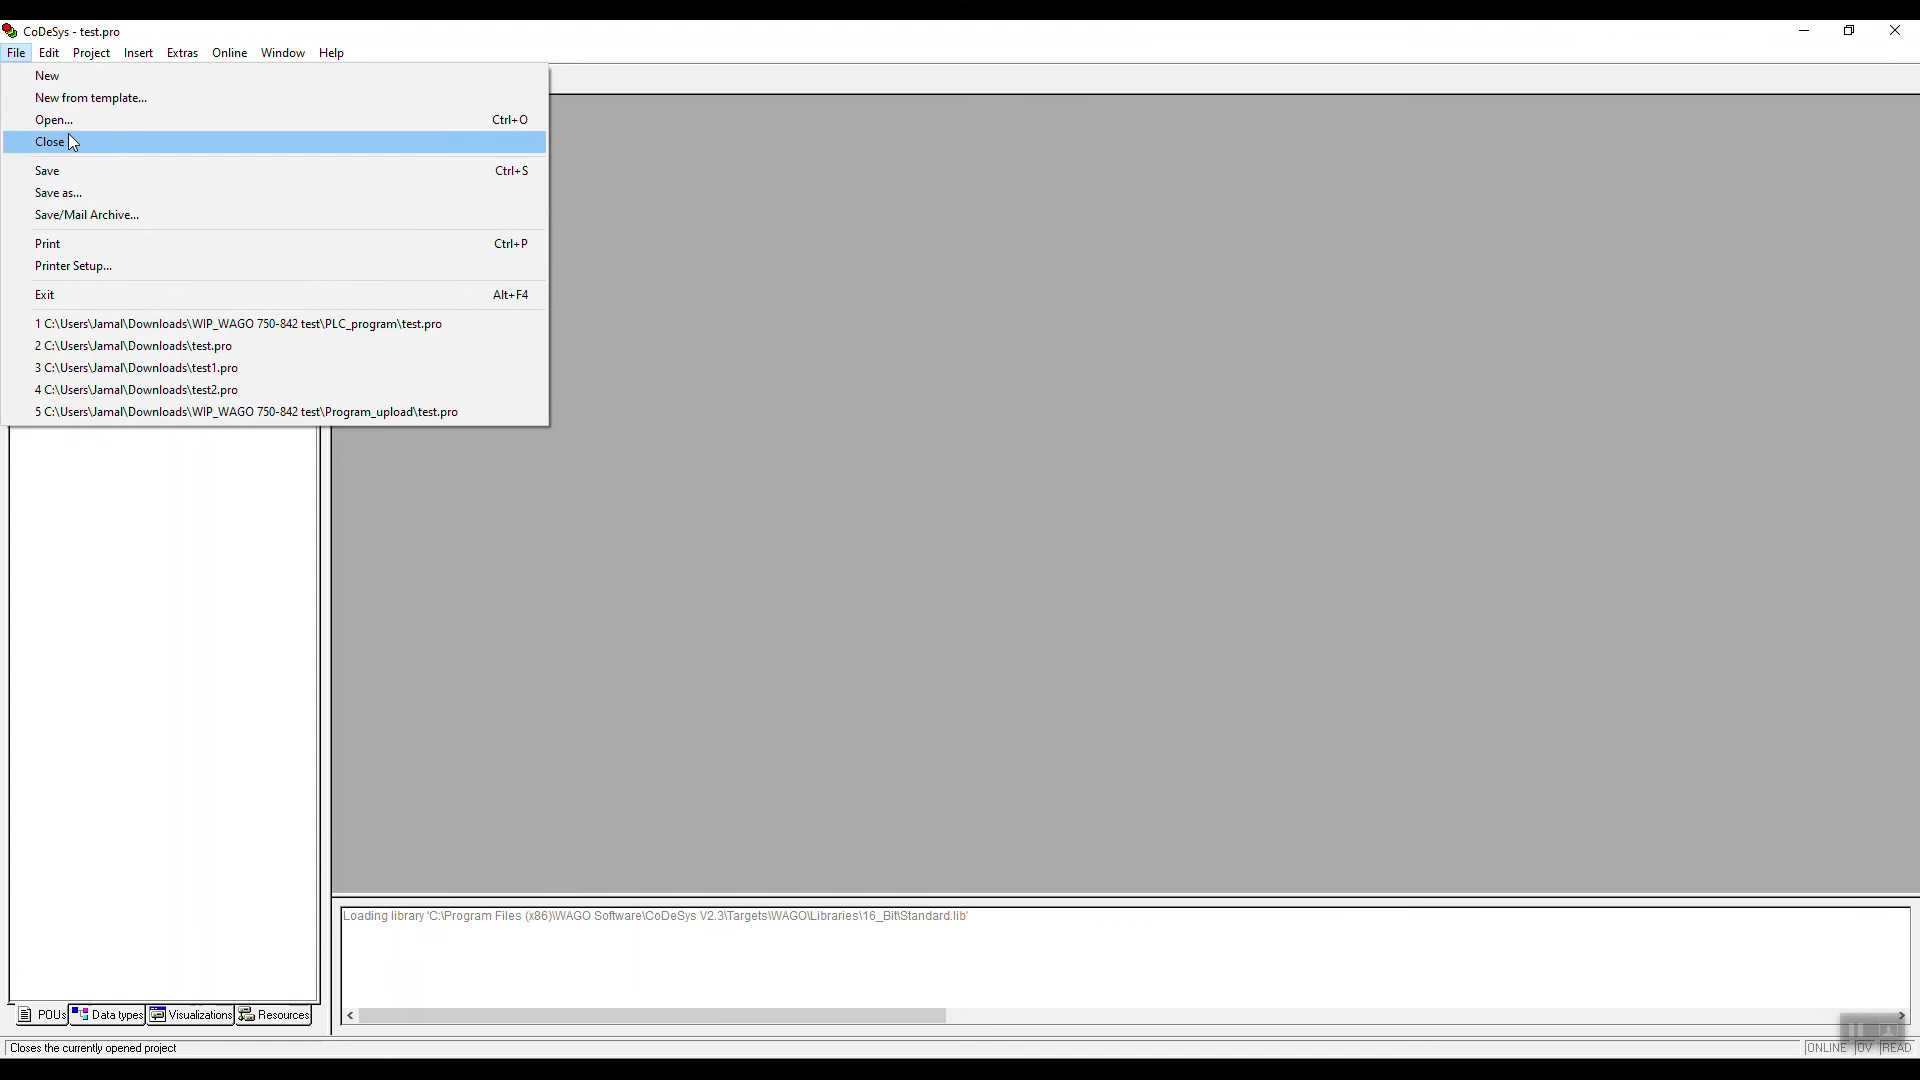 CoDeSys - test.pro
File Edit Project Insert Extras Online Window Help
New
New from template...
Open... Ctrl+O
Close
Save Ctrl+S
Save as...
Save/Mail Archive...
Print Ctrl+P
Printer Setup...
Exit Alt+F4
1 C:\Users\Jamal\Downloads\WIP_WAGO 750-842 test\PLC_program\test.pro
2 C:\Users\Jamal\Downloads\test.pro
3 C:\Users\Jamal\Downloads\test1.pro
4 C:\Users\Jamal\Downloads\test2.pro
5 C:\Users\Jamal\Downloads\WIP_WAGO 750-842 test\Program_upload\test.pro
Loading library 'C:\Program Files (x86)\WAGO Software\CoDeSys V2.3\Targets\WAGO\Libraries\16_Bit\Standard.lib'
POUs Data types Visualizations Resources
Closes the currently opened project
ONLINE OV READ